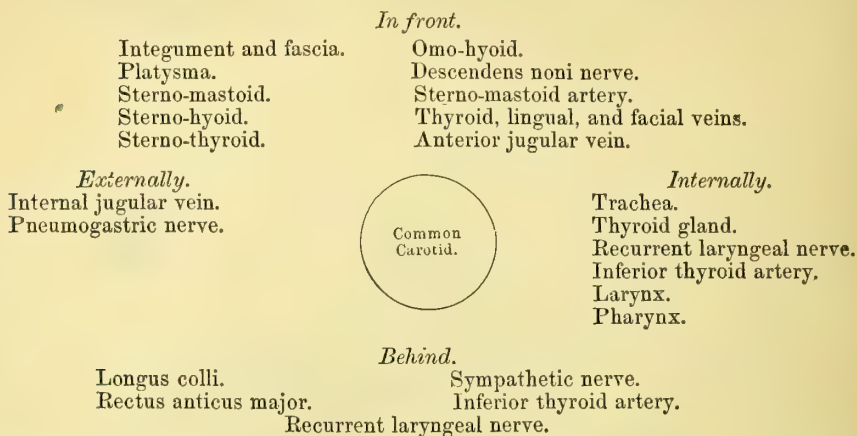 In front.
Integument and fascia. Omo-hyoid.
Platysma. Descendens noni nerve.
Sterno-mastoid. Sterno-mastoid artery.
Sterno-hyoid. Thyroid, lingual, and facial veins.
Sterno-thyroid. Anterior jugular vein.
Externally.
Internal jugular vein.
Pneumogastric nerve.
Common
Carotid.
Internally.
Trachea.
Thyroid gland.
Recurrent laryngeal nerve.
Inferior thyroid artery.
Larynx.
Pharynx.
Behind.
Longus colli. Sympathetic nerve.
Rectus anticus major. Inferior thyroid artery.
Recurrent laryngeal nerve.